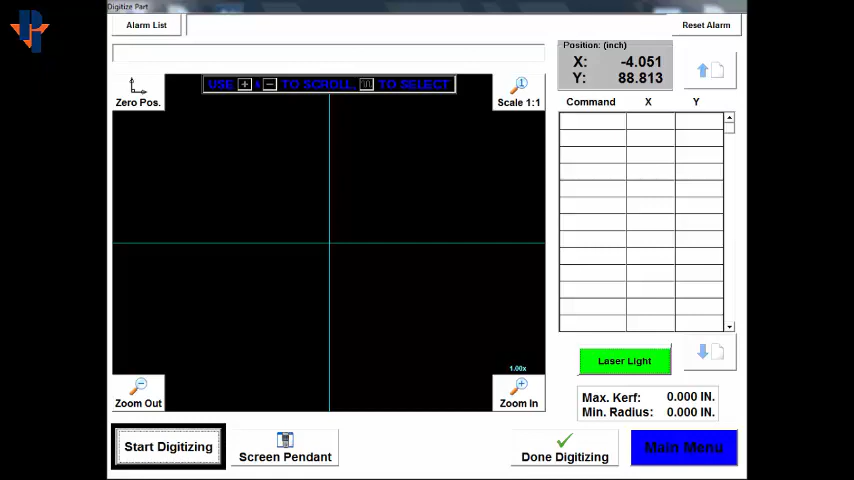 Digitize Part
Alarm List
Reset Alarm
Position: (inch)
X: -4.051
Y: 88.813
Zero Pos.
USE + & - TO SCROLL, TO SELECT
Scale 1:1
Command X Y
1.00x
Zoom Out
Zoom In
Laser Light
Max. Kerf: 0.000 IN.
Min. Radius: 0.000 IN.
Start Digitizing
Screen Pendant
Done Digitizing
Main Menu